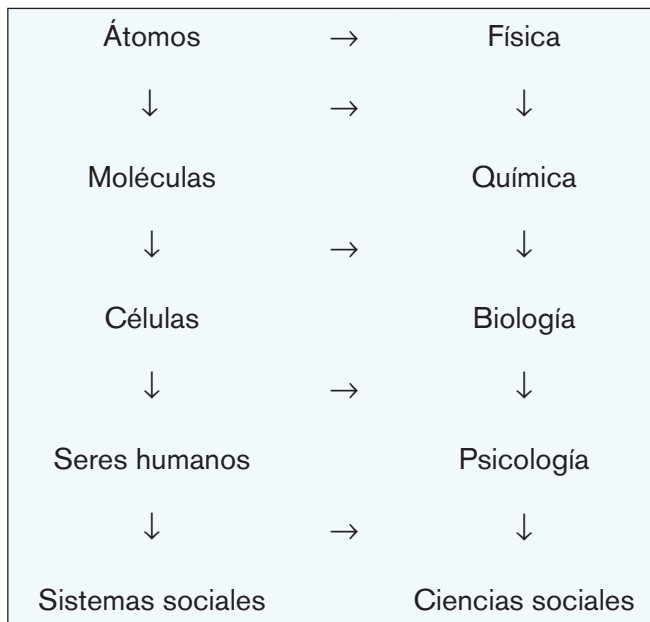 Átomos → Física
↓ → ↓
Moléculas Química
↓ → ↓
Células Biología
↓ → ↓
Seres humanos Psicología
↓ → ↓
Sistemas sociales Ciencias sociales